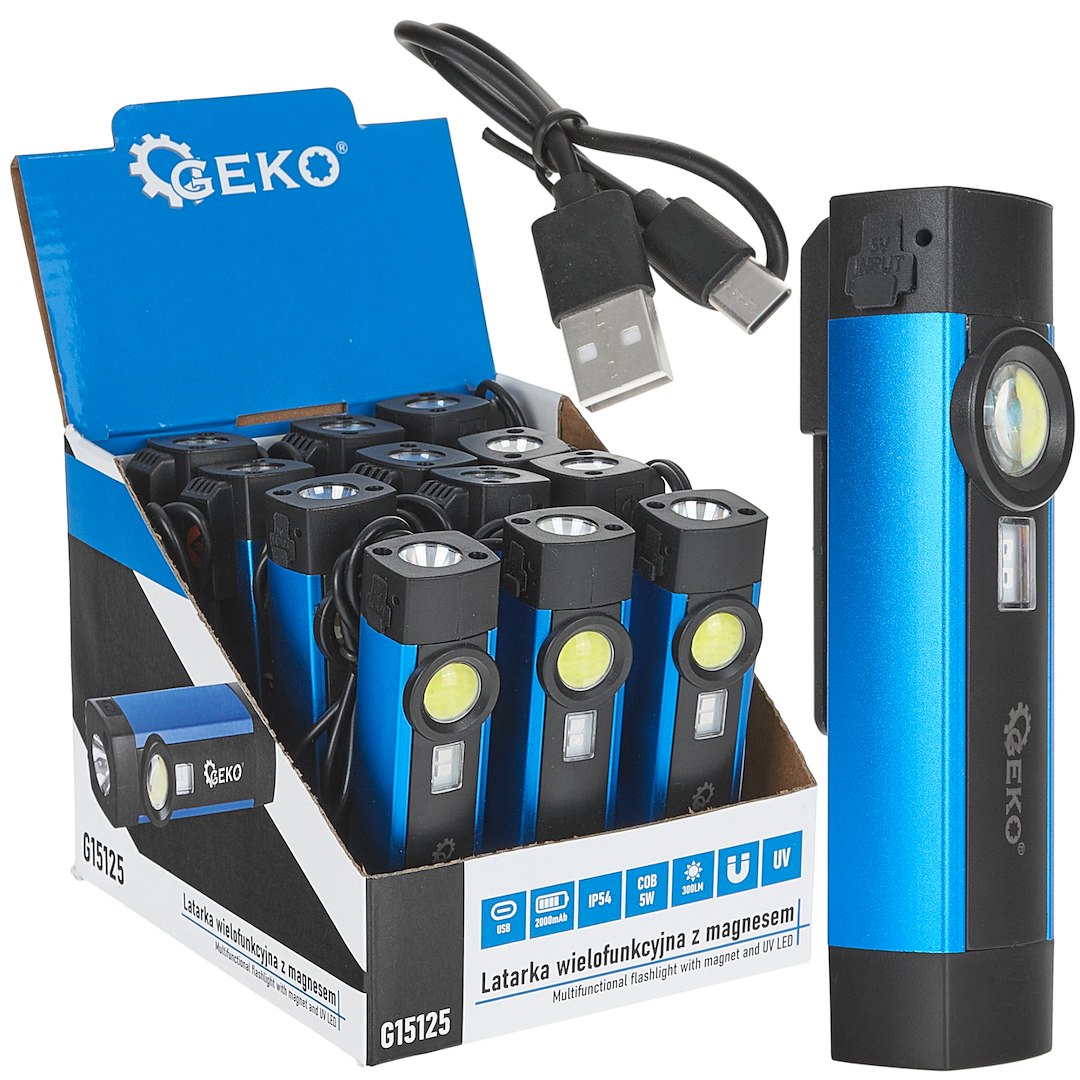 GEKO®
5V
INPUT
GEKO®
GEKO®
G15125
Latarka wielofunkcyjna z magnesem
Multifunctional flashlight with magnet and UV LED
USB
2000mAh
IP54
COB
5W
300LM
UV
Latarka wielofunkcyjna z magnesem
Multifunctional flashlight with magnet and UV LED
G15125